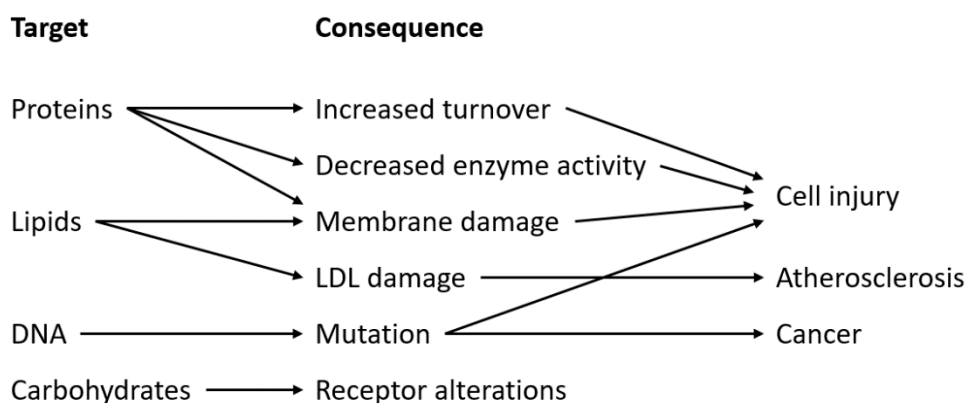 Target Consequence
Proteins Increased turnover
Decreased enzyme activity
Cell injury
Lipids Membrane damage
LDL damage Atherosclerosis
DNA Mutation Cancer
Carbohydrates Receptor alterations